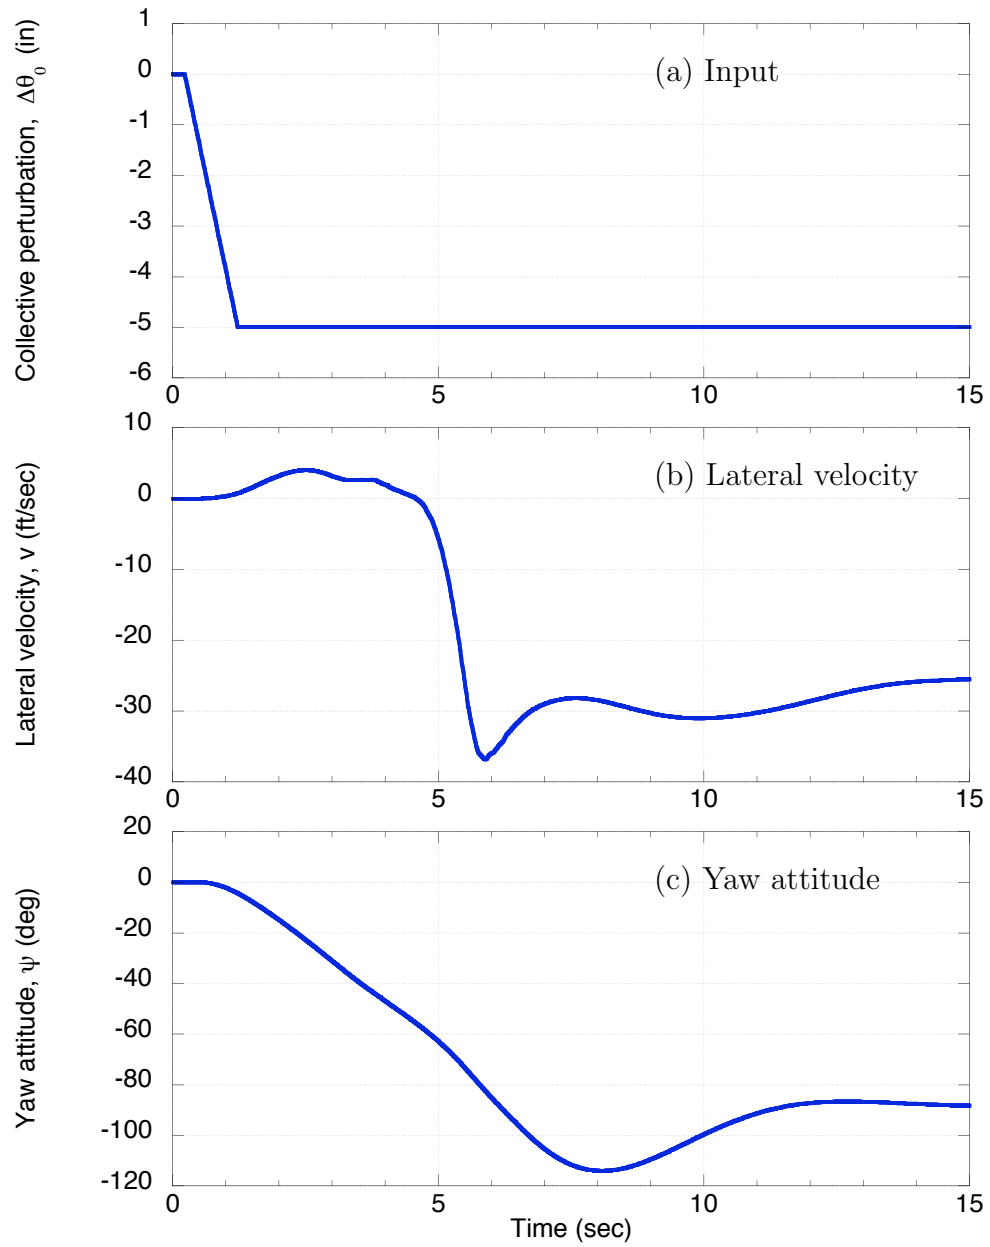 Collective perturbation, Δθ0 (in)
1
0
-1
-2
-3
-4
-5
-6
(a) Input
0 5 10 15
Lateral velocity, v (ft/sec)
10
0
-10
-20
-30
-40
(b) Lateral velocity
0 5 10 15
Yaw attitude, ψ (deg)
20
0
-20
-40
-60
-80
-100
-120
(c) Yaw attitude
0 5 10 15
Time (sec)